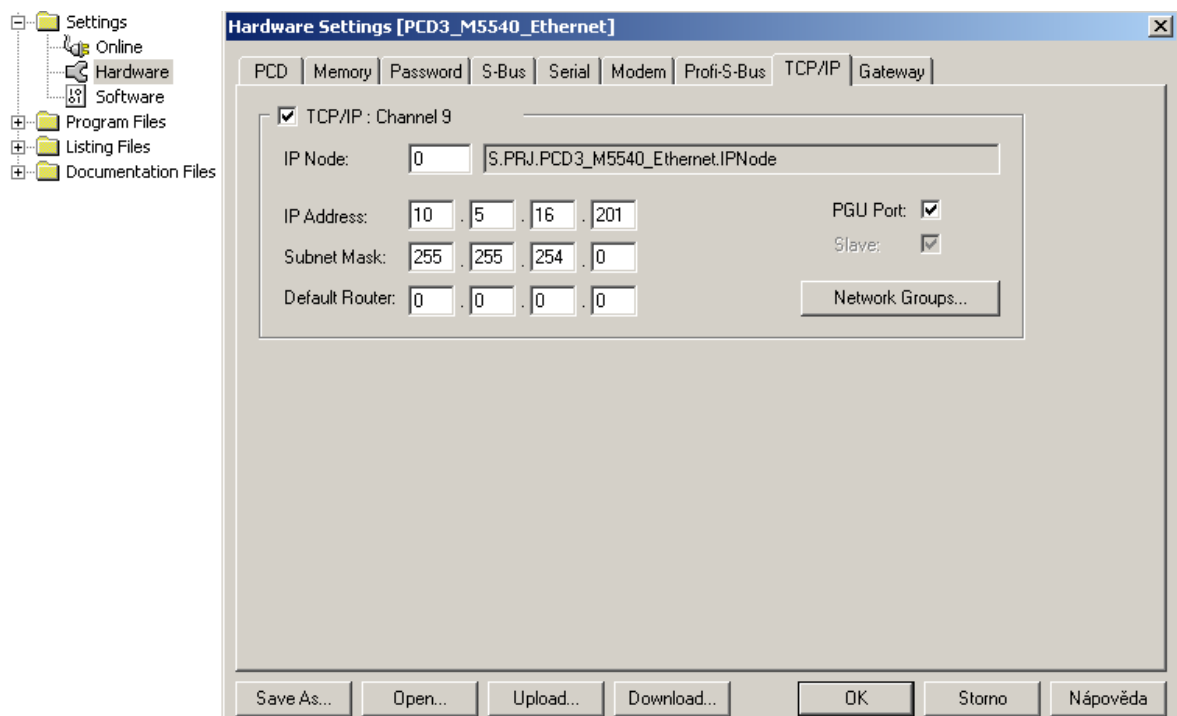 Settings
Online
Hardware
Software
Program Files
Listing Files
Documentation Files
Hardware Settings [PCD3_M5540_Ethernet]
PCD Memory Password S-Bus Serial Modem Profi-S-Bus TCP/IP Gateway
TCP/IP : Channel 9
IP Node: 0 S.PRJ.PCD3_M5540_Ethernet.IPNode
IP Address: 10 . 5 . 16 . 201 PGU Port:
Slave:
Subnet Mask: 255 . 255 . 254 . 0
Default Router: 0 . 0 . 0 . 0 Network Groups...
Save As... Open... Upload... Download... OK Storno Nápověda